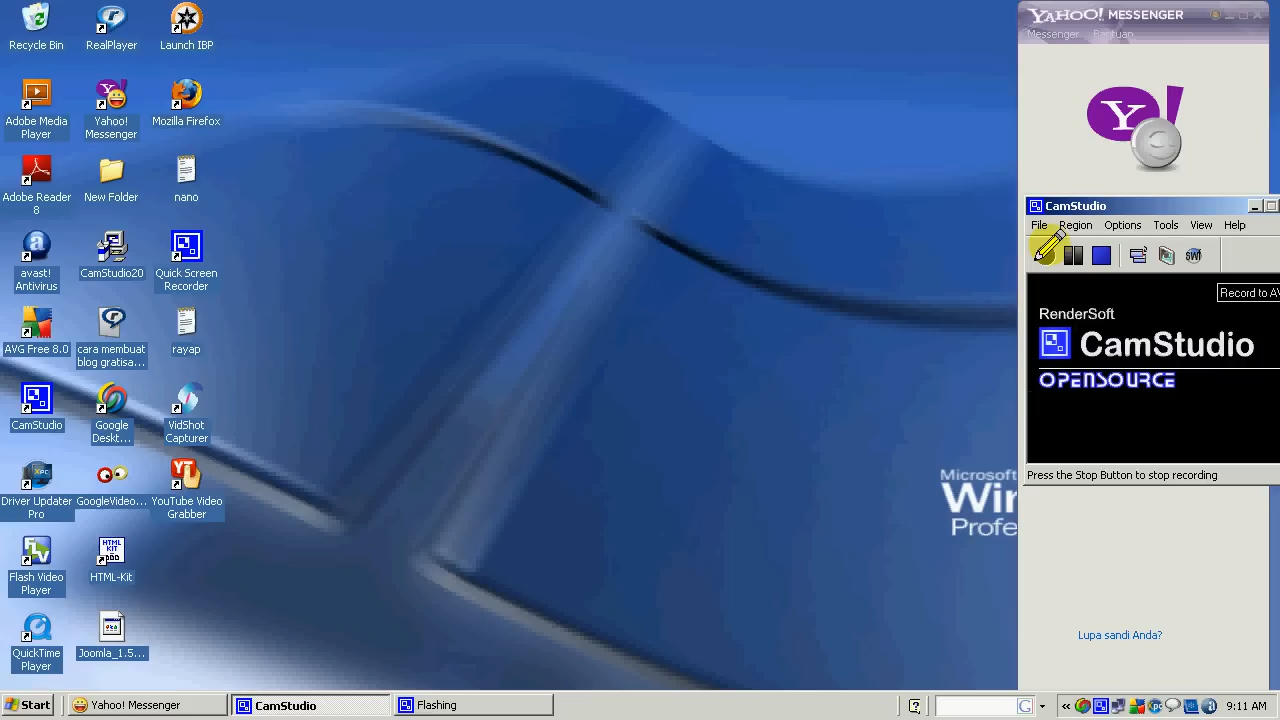 Recycle Bin
RealPlayer
Launch IBP
Adobe Media
Player
Yahoo!
Messenger
Mozilla Firefox
Adobe Reader
8
New Folder
nano
avast!
Antivirus
CamStudio20
Quick Screen
Recorder
AVG Free 8.0
cara membuat
blog gratisa...
rayap
CamStudio
Google
Deskt...
VidShot
Capturer
Driver Updater
Pro
GoogleVideo...
YouTube Video
Grabber
Flash Video
Player
HTML-Kit
QuickTime
Player
Joomla_1.5...
Microsoft
Win
Profe
YAHOO! MESSENGER
Messenger Bantuan
CamStudio
File Region Options Tools View Help
Record to AV
RenderSoft
CamStudio
OPENSOURCE
Press the Stop Button to stop recording
Lupa sandi Anda?
Start
Yahoo! Messenger
CamStudio
Flashing
9:11 AM